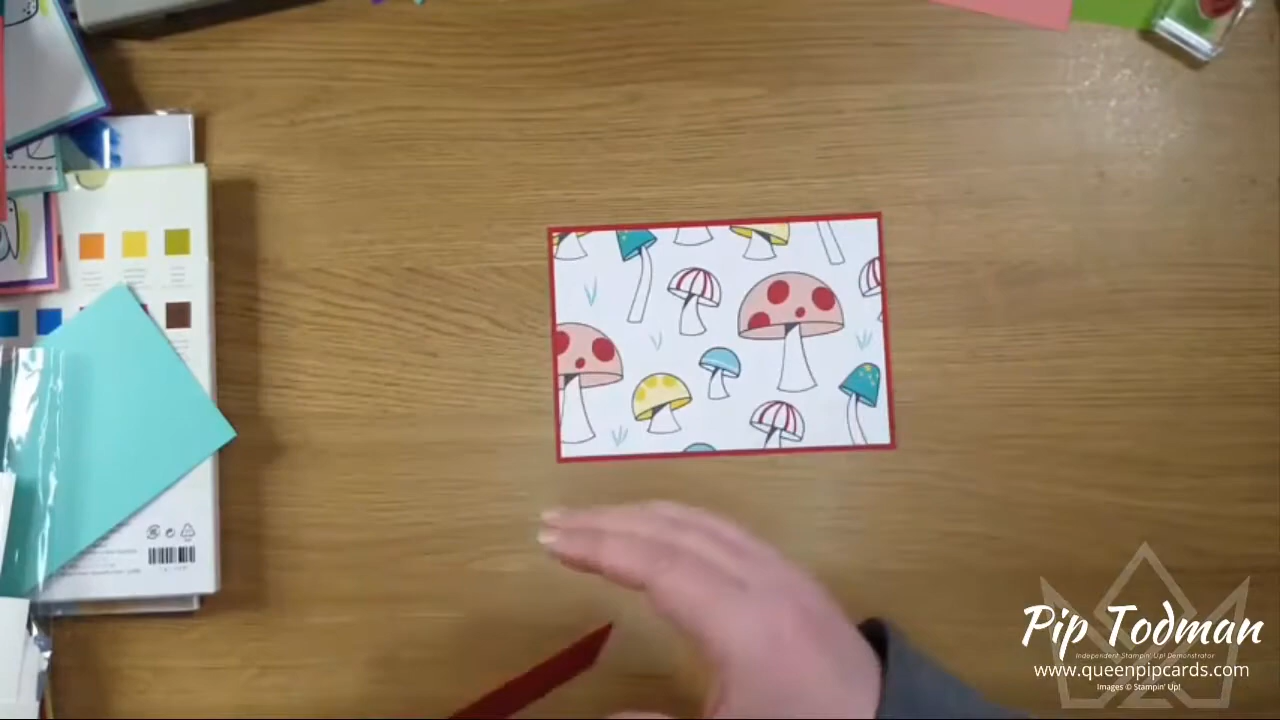 Pip Todman
Independent Stampin' Up! Demonstrator
www.queenpipcards.com
Images © Stampin' Up!